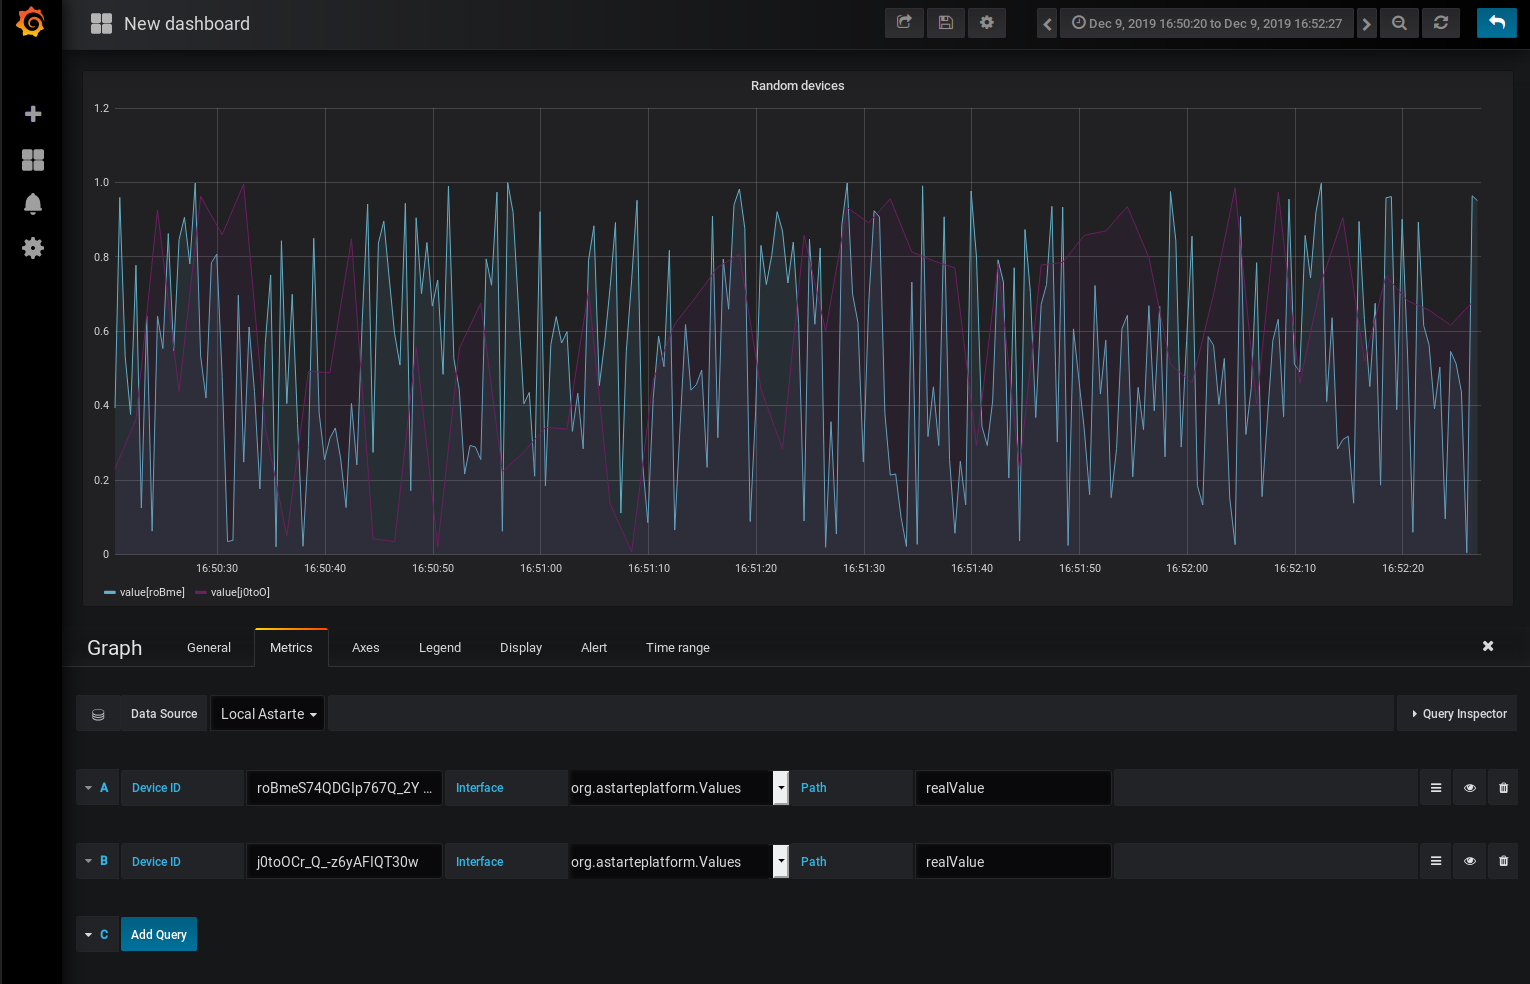 New dashboard
Dec 9, 2019 16:50:20 to Dec 9, 2019 16:52:27
Random devices
1.2
1.0
0.8
0.6
0.4
0.2
0
16:50:30 16:50:40 16:50:50 16:51:00 16:51:10 16:51:20 16:51:30 16:51:40 16:51:50 16:52:00 16:52:10 16:52:20
value[roBme] value[j0toO]
Graph General Metrics Axes Legend Display Alert Time range
Data Source Local Astarte Query Inspector
A Device ID roBmeS74QDGIp767Q_2Y ... Interface org.astarteplatform.Values Path realValue
B Device ID j0toOCr_Q_-z6yAFIQT30w Interface org.astarteplatform.Values Path realValue
C Add Query